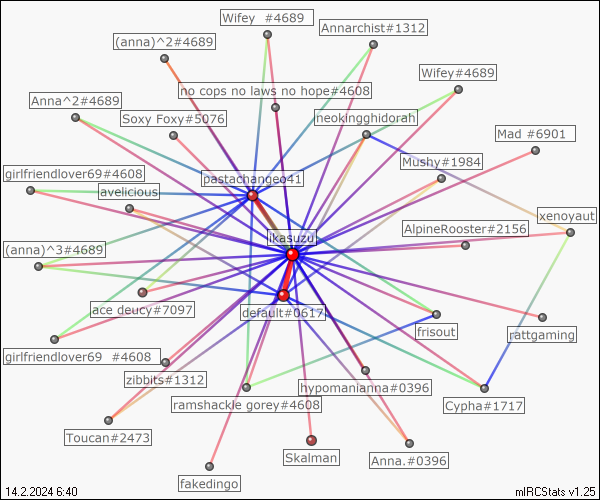 Wifey  #4689
Annarchist#1312
(anna)^2#4689
Wifey#4689
no cops no laws no hope#4608
Anna^2#4689
Soxy Foxy#5076
neokingghidorah
Mad #6901
Mushy#1984
girlfriendlover69#4608
pastachangeo41
avelicious
xenoyaut
AlpineRooster#2156
iKasuzu
(anna)^3#4689
ace deucy#7097
default#0617
frisout
rattgaming
girlfriendlover69  #4608
zibbits#1312
hypomanianna#0396
ramshackle gorey#4608
Cypha#1717
Toucan#2473
Skalman
Anna.#0396
fakedingo
14.2.2024 6:40
mIRCStats v1.25